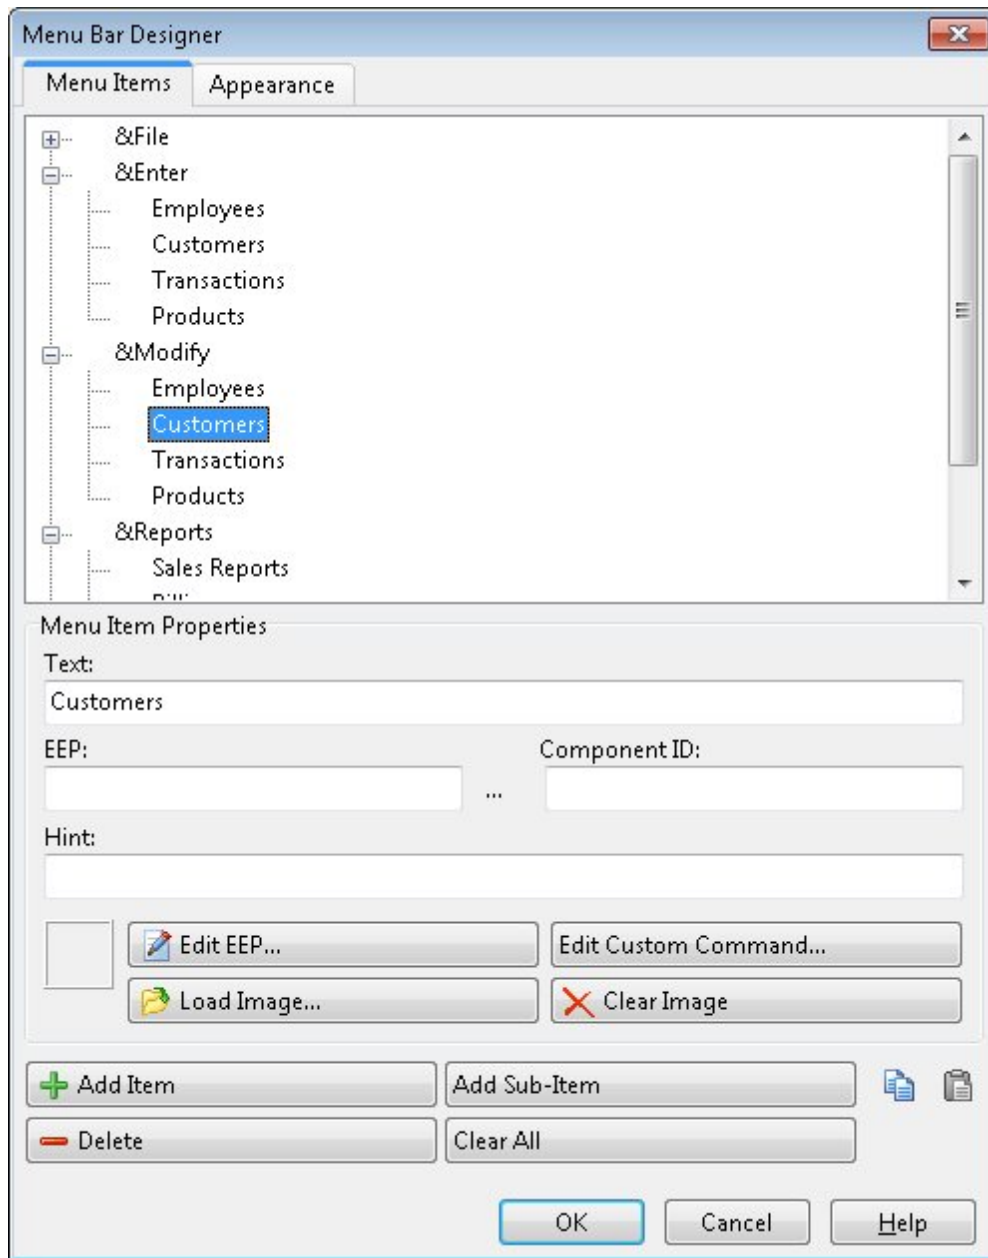 Menu Bar Designer
Menu Items Appearance
&File
&Enter
Employees
Customers
Transactions
Products
&Modify
Employees
Customers
Transactions
Products
&Reports
Sales Reports
Menu Item Properties
Text:
Customers
EEP: Component ID:
...
Hint:
Edit EEP... Edit Custom Command...
Load Image... Clear Image
Add Item Add Sub-Item
Delete Clear All
OK Cancel Help